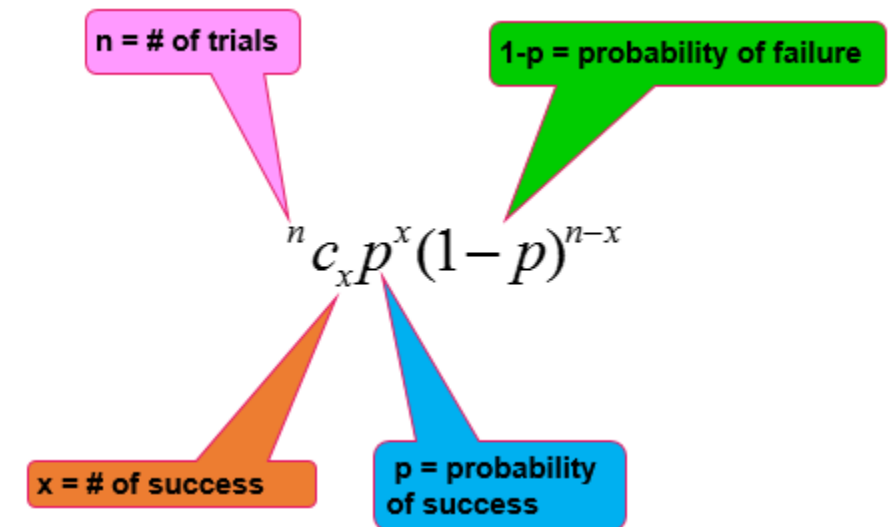 n = # of trials
1-p = probability of failure
ⁿcₓpˣ(1−p)ⁿ⁻ˣ
x = # of success
p = probability
of success